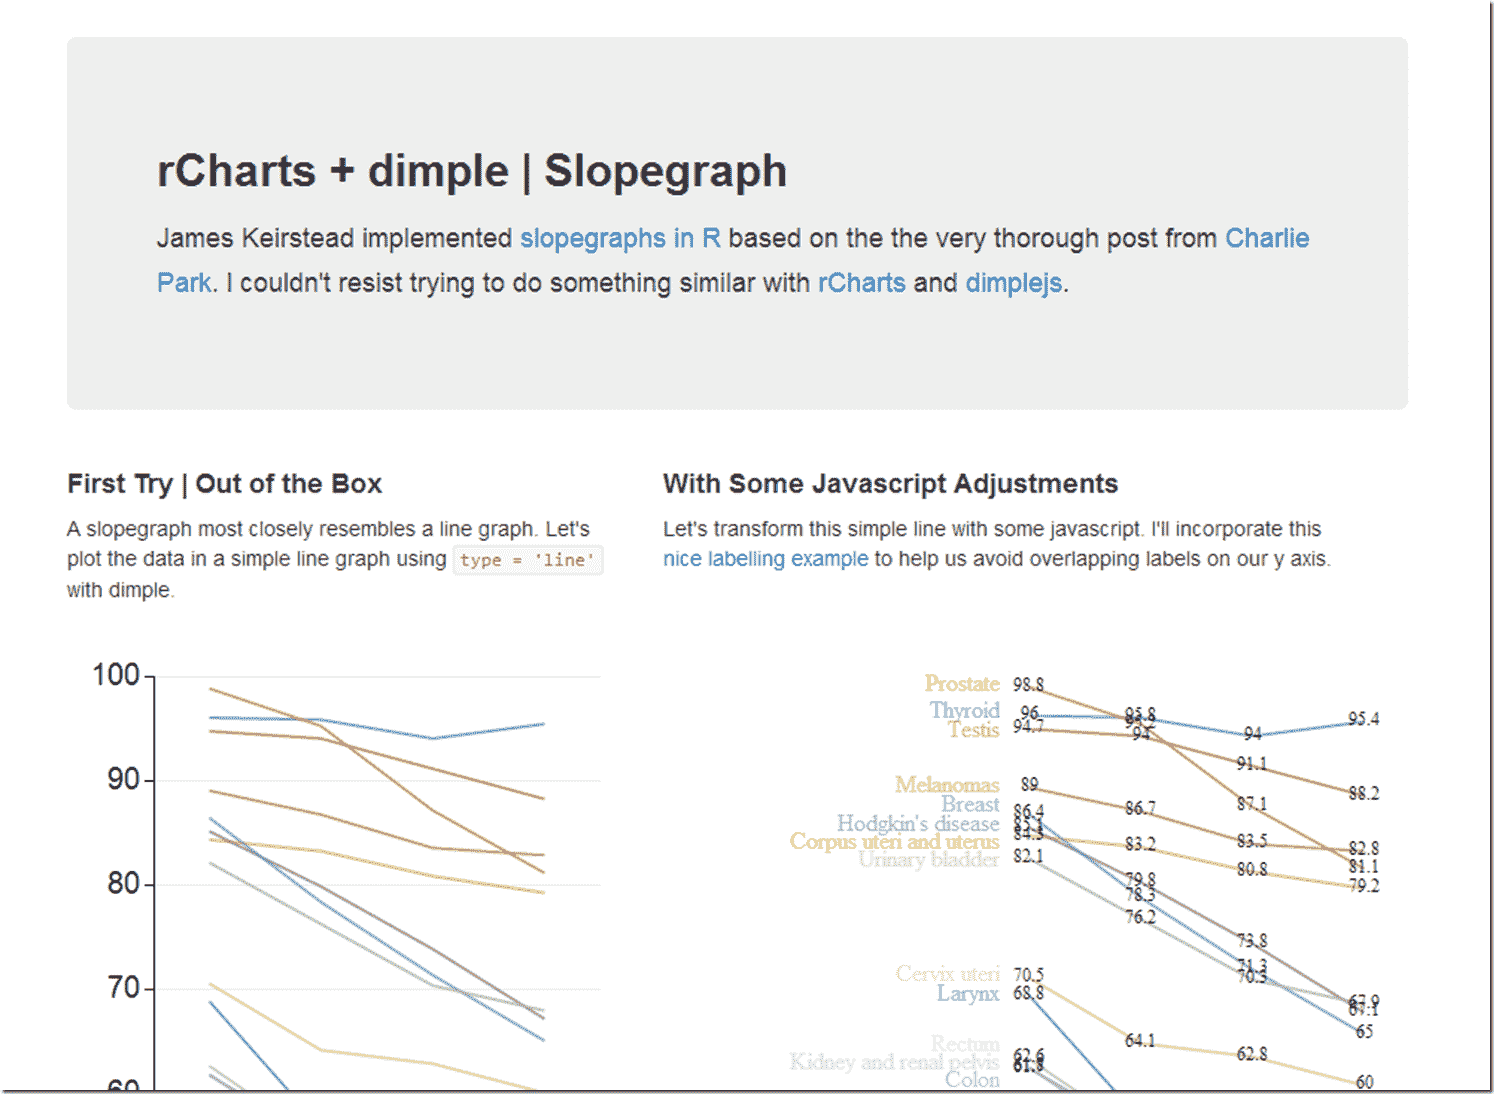 rCharts + dimple | Slopegraph
James Keirstead implemented slopegraphs in R based on the the very thorough post from Charlie
Park. I couldn't resist trying to do something similar with rCharts and dimplejs.
First Try | Out of the Box
A slopegraph most closely resembles a line graph. Let's
plot the data in a simple line graph using type = 'line'
with dimple.
With Some Javascript Adjustments
Let's transform this simple line with some javascript. I'll incorporate this
nice labelling example to help us avoid overlapping labels on our y axis.
100
90
80
70
60
Prostate 98.8
Thyroid 96 95.8 94 95.4
Testis 94.7 94 91.1 88.2
Melanomas 89 86.7 87.1
Breast 86.4
Hodgkin's disease 85.1 83.5 82.8
Corpus uteri and uterus 84.3 83.2 80.8 81.1
Urinary bladder 82.1 79.8 79.2
78.3
76.2 73.8
71.3
Cervix uteri 70.5 70.3
Larynx 68.8 67.9
67.1
65
Rectum 64.1 62.8
Kidney and renal pelvis 62.6
Colon 61.8 60